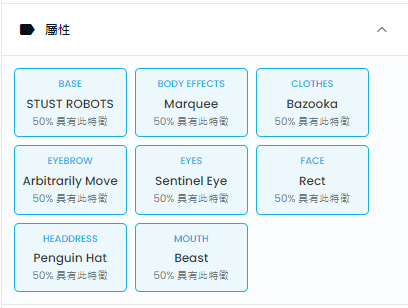 屬性
BASE
STUST ROBOTS
50% 具有此特徵
BODY EFFECTS
Marquee
50% 具有此特徵
CLOTHES
Bazooka
50% 具有此特徵
EYEBROW
Arbitrarily Move
50% 具有此特徵
EYES
Sentinel Eye
50% 具有此特徵
FACE
Rect
50% 具有此特徵
HEADDRESS
Penguin Hat
50% 具有此特徵
MOUTH
Beast
50% 具有此特徵